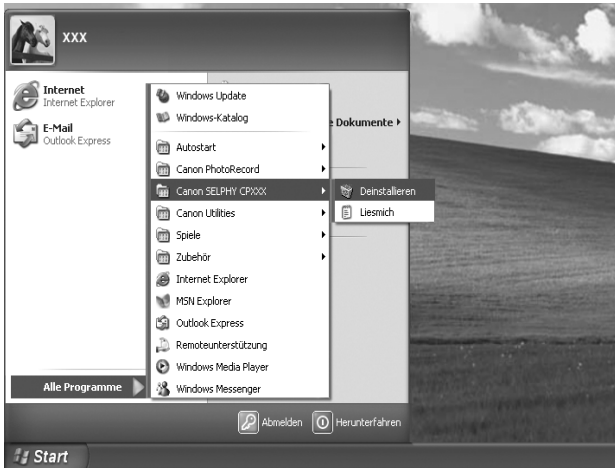 xxx
Internet
Internet Explorer
E-Mail
Outlook Express
Windows Update
Windows-Katalog
Autostart
Canon PhotoRecord
Canon SELPHY CPXXX
Canon Utilities
Spiele
Zubehör
Internet Explorer
MSN Explorer
Outlook Express
Remoteunterstützung
Windows Media Player
Windows Messenger
Dokumente
Deinstallieren
Liesmich
Alle Programme
Abmelden
Herunterfahren
Start